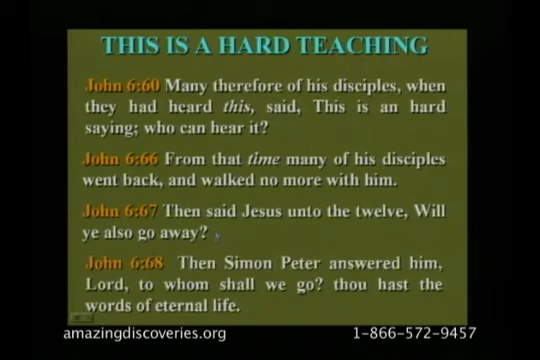 THIS IS A HARD TEACHING
John 6:60 Many therefore of his disciples, when
they had heard this, said, This is an hard
saying; who can hear it?
John 6:66 From that time many of his disciples
went back, and walked no more with him.
John 6:67 Then said Jesus unto the twelve, Will
ye also go away?
John 6:68 Then Simon Peter answered him,
Lord, to whom shall we go? thou hast the
words of eternal life.
amazingdiscoveries.org 1-866-572-9457